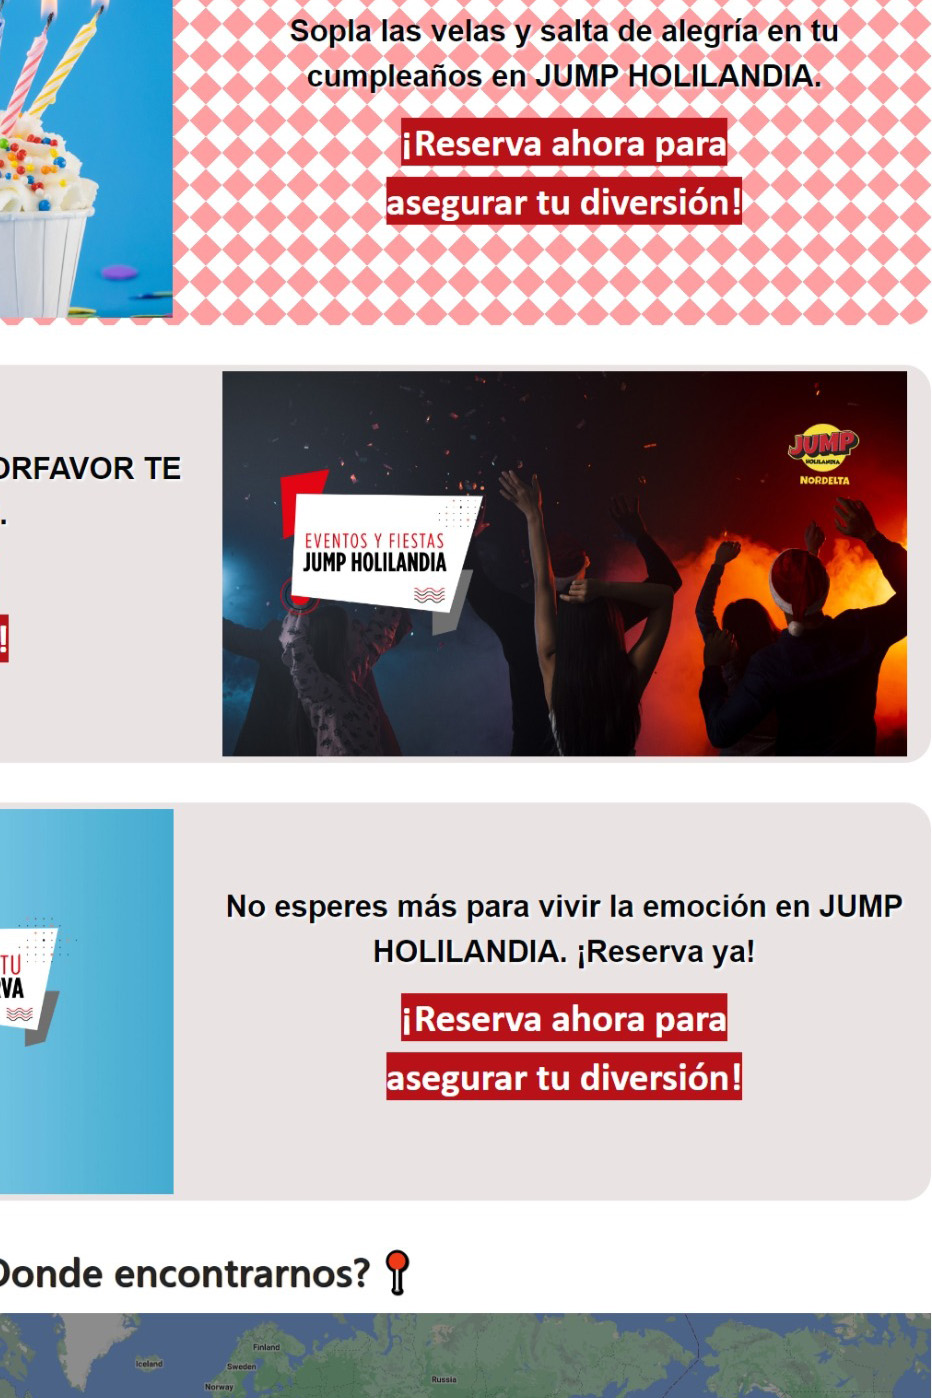 Sopla las velas y salta de alegría en tu
cumpleaños en JUMP HOLILANDIA.
¡Reserva ahora para
asegurar tu diversión!
ORFAVOR TE
.
!
JUMP
HOLILANDIA
NORDELTA
EVENTOS Y FIESTAS
JUMP HOLILANDIA
No esperes más para vivir la emoción en JUMP
HOLILANDIA. ¡Reserva ya!
TU
RVA
¡Reserva ahora para
asegurar tu diversión!
Donde encontrarnos?
Finland
Iceland
Sweden
Russia
Norway